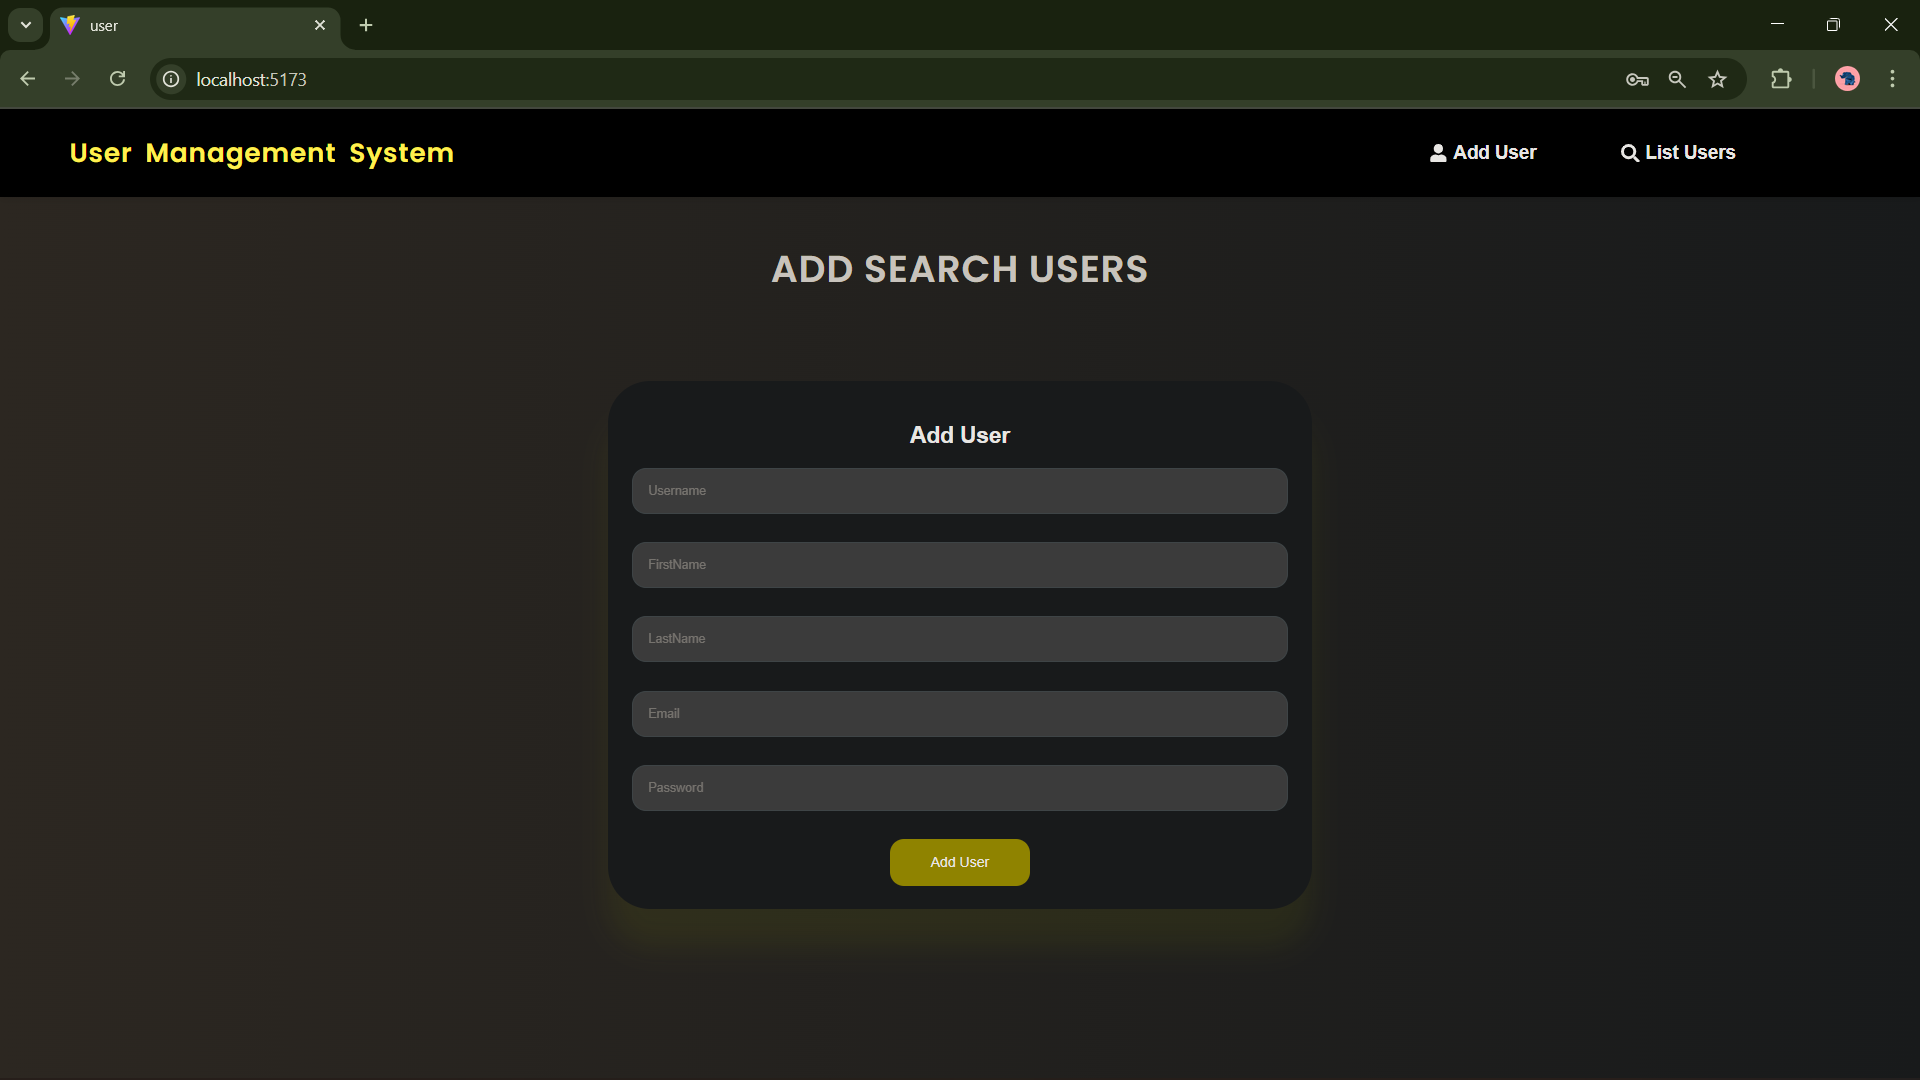 user
localhost:5173
User Management System
Add User
List Users
ADD SEARCH USERS
Add User
Username
FirstName
LastName
Email
Password
Add User